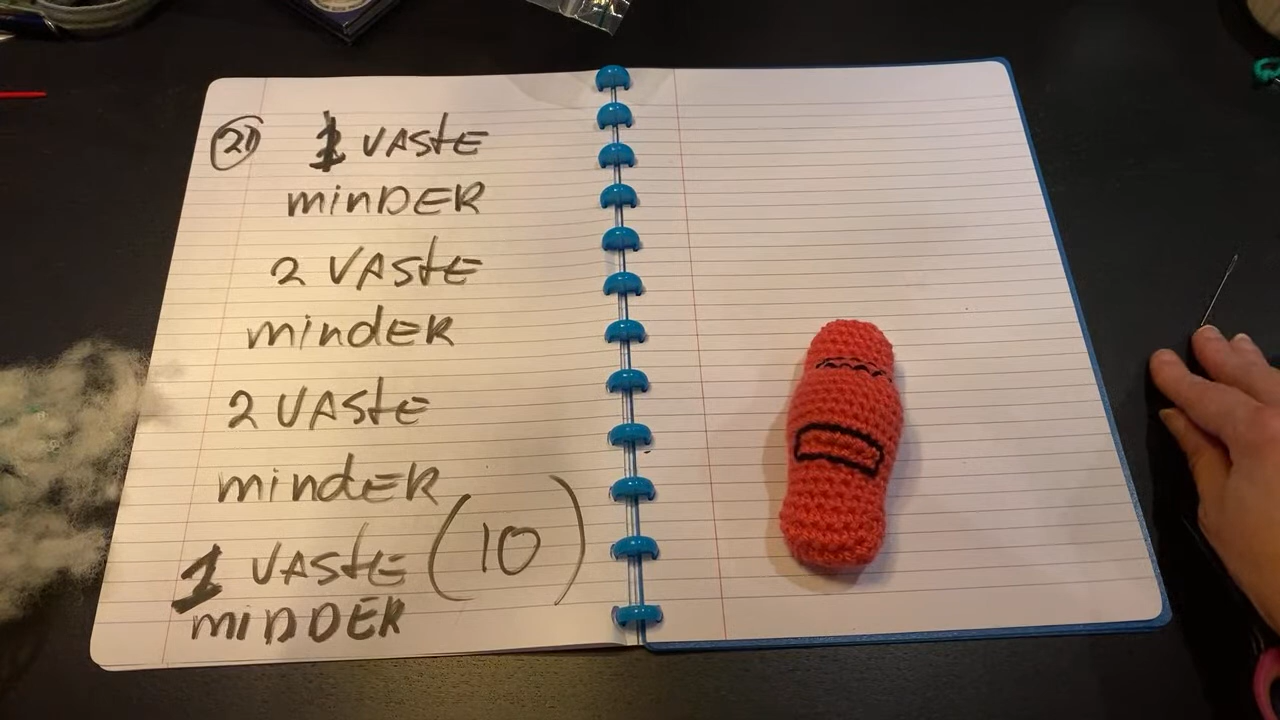 21 1 VASTE
minDER
2 VASTE
mindER
2 VASTE
mindER
1 VASTE (10)
minDER